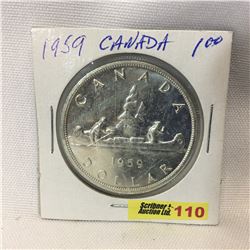 1959 CANADA 1 00
CANADA
1959
DOLLAR
Scribner's
Auction Ltd. 110